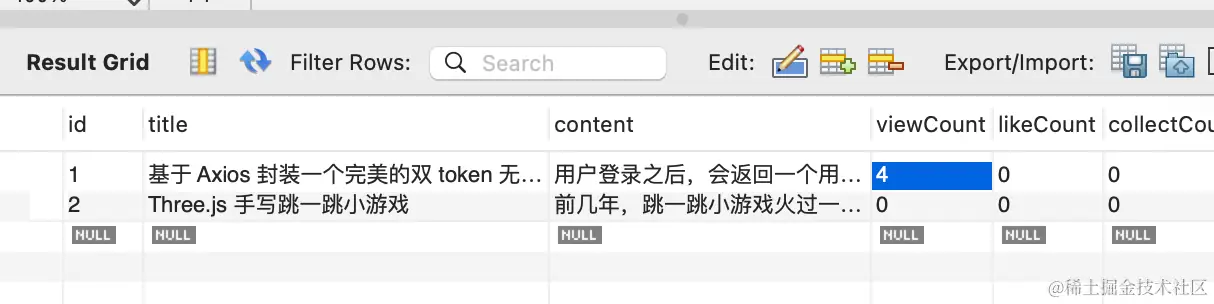 Result Grid Filter Rows: Search Edit: Export/Import:
id title content viewCount likeCount collectCou
1 基于 Axios 封装一个完美的双 token 无... 用户登录之后，会返回一个用... 4 0 0
2 Three.js 手写跳一跳小游戏 前几年，跳一跳小游戏火过一... 0 0 0
NULL NULL NULL NULL NULL NULL
@稀土掘金技术社区